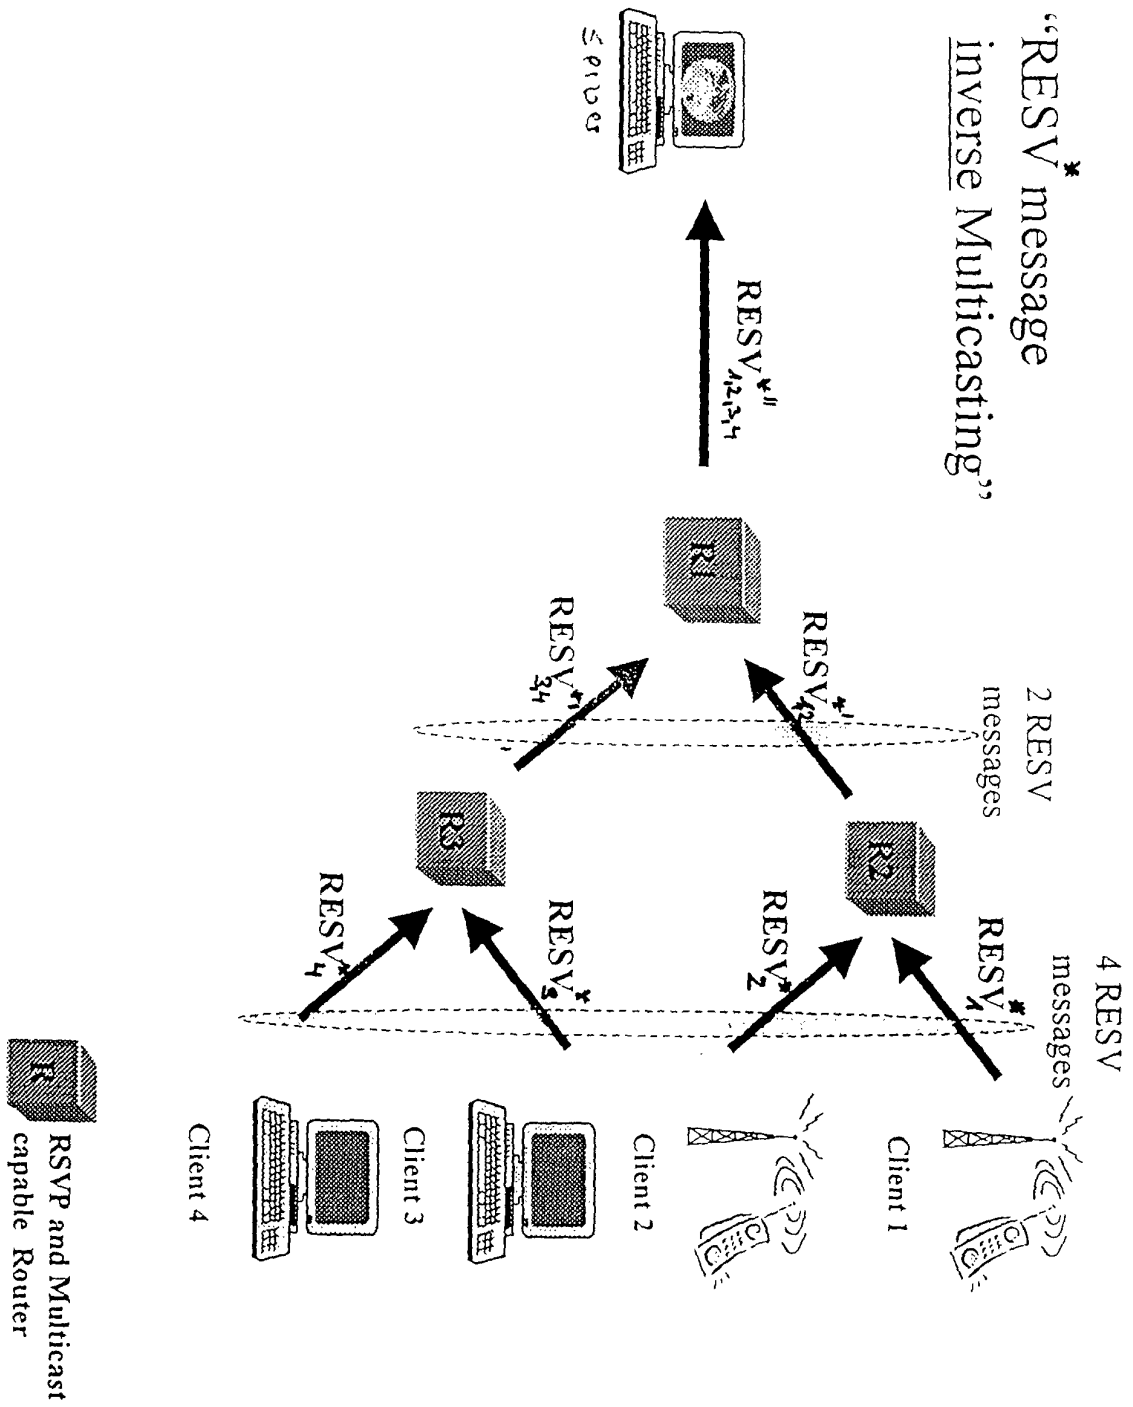 “RESV* message
inverse Multicasting”
2 RESV
messages
4 RESV
messages
RESV*''
1,2,3,4
R1
RESV*'
1,2
RESV*'
3,4
R2
R3
RESV*
1
RESV*
2
RESV*
3
RESV*
4
Client 1
Client 2
Client 3
Client 4
R
RSVP and Multicast
capable Router